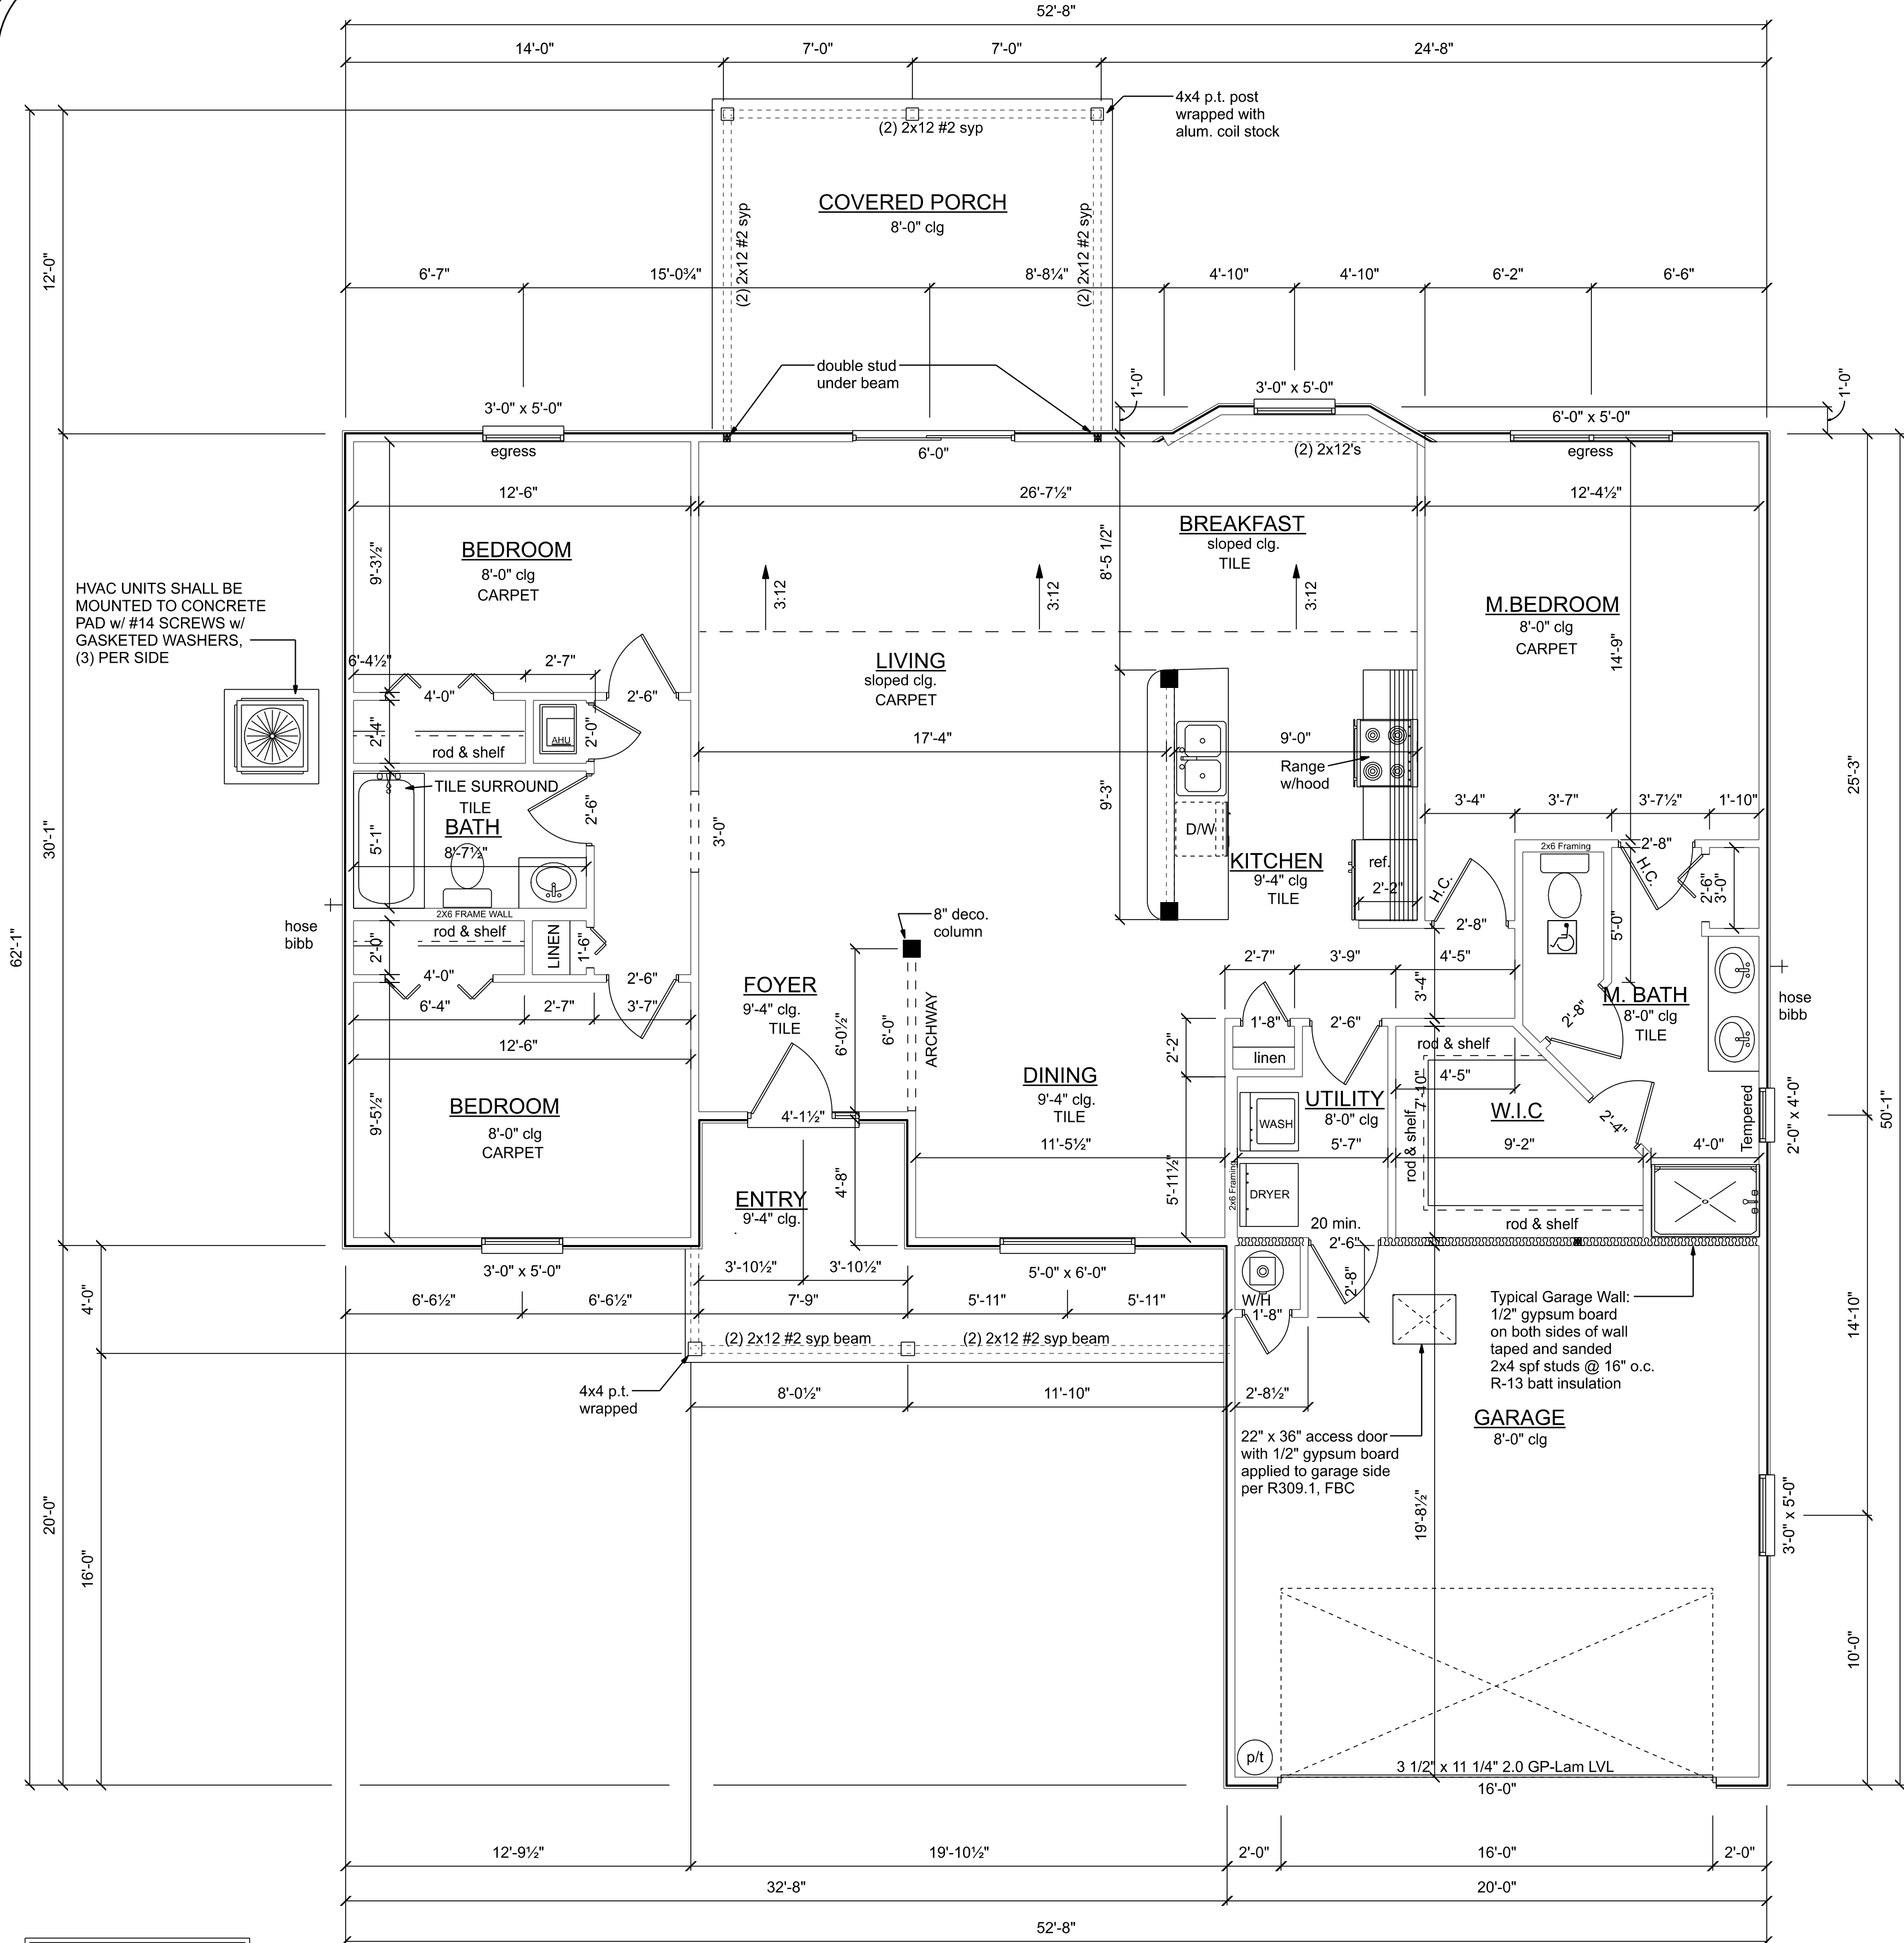 52'-8"
14'-0"
7'-0"
7'-0"
24'-8"
4x4 p.t. post
wrapped with
alum. coil stock
(2) 2x12 #2 syp
COVERED PORCH
8'-0" clg
(2) 2x12 #2 syp
(2) 2x12 #2 syp
12'-0"
6'-7"
15'-0¾"
8'-8¼"
4'-10"
4'-10"
6'-2"
6'-6"
double stud
under beam
1'-0"
1'-0"
3'-0" x 5'-0"
3'-0" x 5'-0"
6'-0" x 5'-0"
egress
6'-0"
(2) 2x12's
egress
12'-6"
26'-7½"
12'-4½"
9'-3½"
BEDROOM
8'-0" clg
CARPET
8'-5 1/2"
BREAKFAST
sloped clg.
TILE
3:12
3:12
3:12
M.BEDROOM
8'-0" clg
CARPET
14'-9"
HVAC UNITS SHALL BE
MOUNTED TO CONCRETE
PAD w/ #14 SCREWS w/
GASKETED WASHERS,
(3) PER SIDE
6'-4½"
2'-7"
4'-0"
2'-6"
LIVING
sloped clg.
CARPET
2'-4"
rod & shelf
AHU
2'-0"
17'-4"
9'-0"
Range
w/hood
25'-3"
TILE SURROUND
TILE
BATH
8'-7½"
5'-1"
2'-6"
3'-0"
9'-3"
D/W
KITCHEN
9'-4" clg
TILE
ref.
2'-2"
3'-4"
3'-7"
3'-7½"
1'-10"
2x6 Framing
2'-8"
H.C.
H.C.
2'-6"
3'-0"
30'-1"
62'-1"
hose
bibb
2X6 FRAME WALL
rod & shelf
2'-0"
LINEN
1'-6"
4'-0"
2'-6"
6'-4"
2'-7"
3'-7"
8" deco.
column
2'-8"
5'-0"
2'-7"
3'-9"
4'-5"
3'-4"
FOYER
9'-4" clg.
TILE
6'-0½"
6'-0"
ARCHWAY
M. BATH
8'-0" clg
TILE
2'-8"
hose
bibb
12'-6"
1'-8"
2'-6"
linen
2'-2"
rod & shelf
4'-5"
7'-10"
9'-5½"
BEDROOM
8'-0" clg
CARPET
4'-1½"
DINING
9'-4" clg.
TILE
11'-5½"
UTILITY
8'-0" clg
5'-7"
WASH
DRYER
2x6 Framing
5'-11½"
rod & shelf
W.I.C
9'-2"
2'-4"
4'-0"
Tempered
2'-0" x 4'-0"
50'-1"
ENTRY
9'-4" clg.
4'-8"
20 min.
2'-6"
rod & shelf
3'-0" x 5'-0"
3'-10½"
3'-10½"
5'-0" x 6'-0"
2'-8"
W/H
1'-8"
4'-0"
6'-6½"
6'-6½"
7'-9"
5'-11"
5'-11"
(2) 2x12 #2 syp beam
(2) 2x12 #2 syp beam
Typical Garage Wall:
1/2" gypsum board
on both sides of wall
taped and sanded
2x4 spf studs @ 16" o.c.
R-13 batt insulation
14'-10"
4x4 p.t.
wrapped
8'-0½"
11'-10"
2'-8½"
GARAGE
8'-0" clg
22" x 36" access door
with 1/2" gypsum board
applied to garage side
per R309.1, FBC
20'-0"
16'-0"
19'-8½"
3'-0" x 5'-0"
10'-0"
p/t
3 1/2" x 11 1/4" 2.0 GP-Lam LVL
16'-0"
12'-9½"
19'-10½"
2'-0"
16'-0"
2'-0"
32'-8"
20'-0"
52'-8"